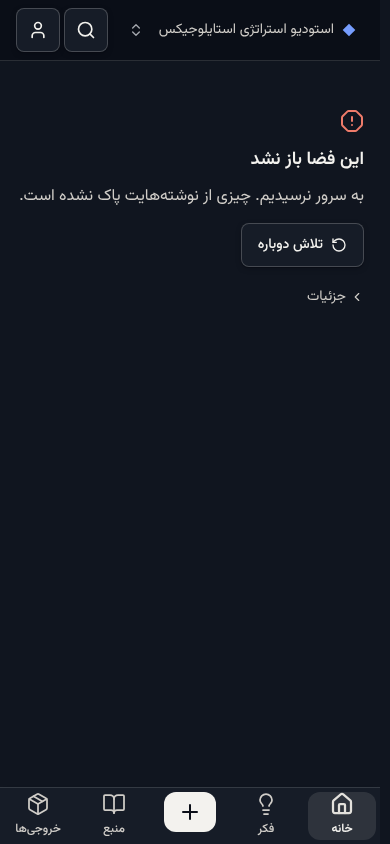 استودیو استراتژی استایلوجیکس
این فضا باز نشد
به سرور نرسیدیم. چیزی از نوشته‌هایت پاک نشده است.
تلاش دوباره
جزئیات
خانه
فکر
منبع
خروجی‌ها